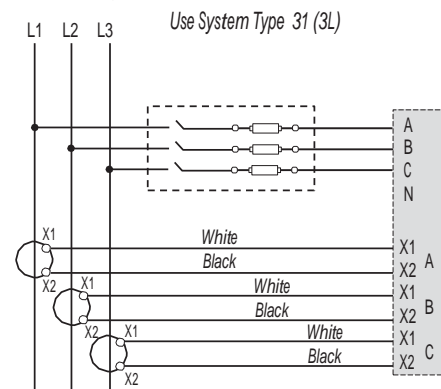 Use System Type 31 (3L)
L1 L2 L3
A
B
C
N
X1 White X1
Black A
X2 X2
X1 White X1
Black B
X2 X2
X1 White X1
Black C
X2 X2